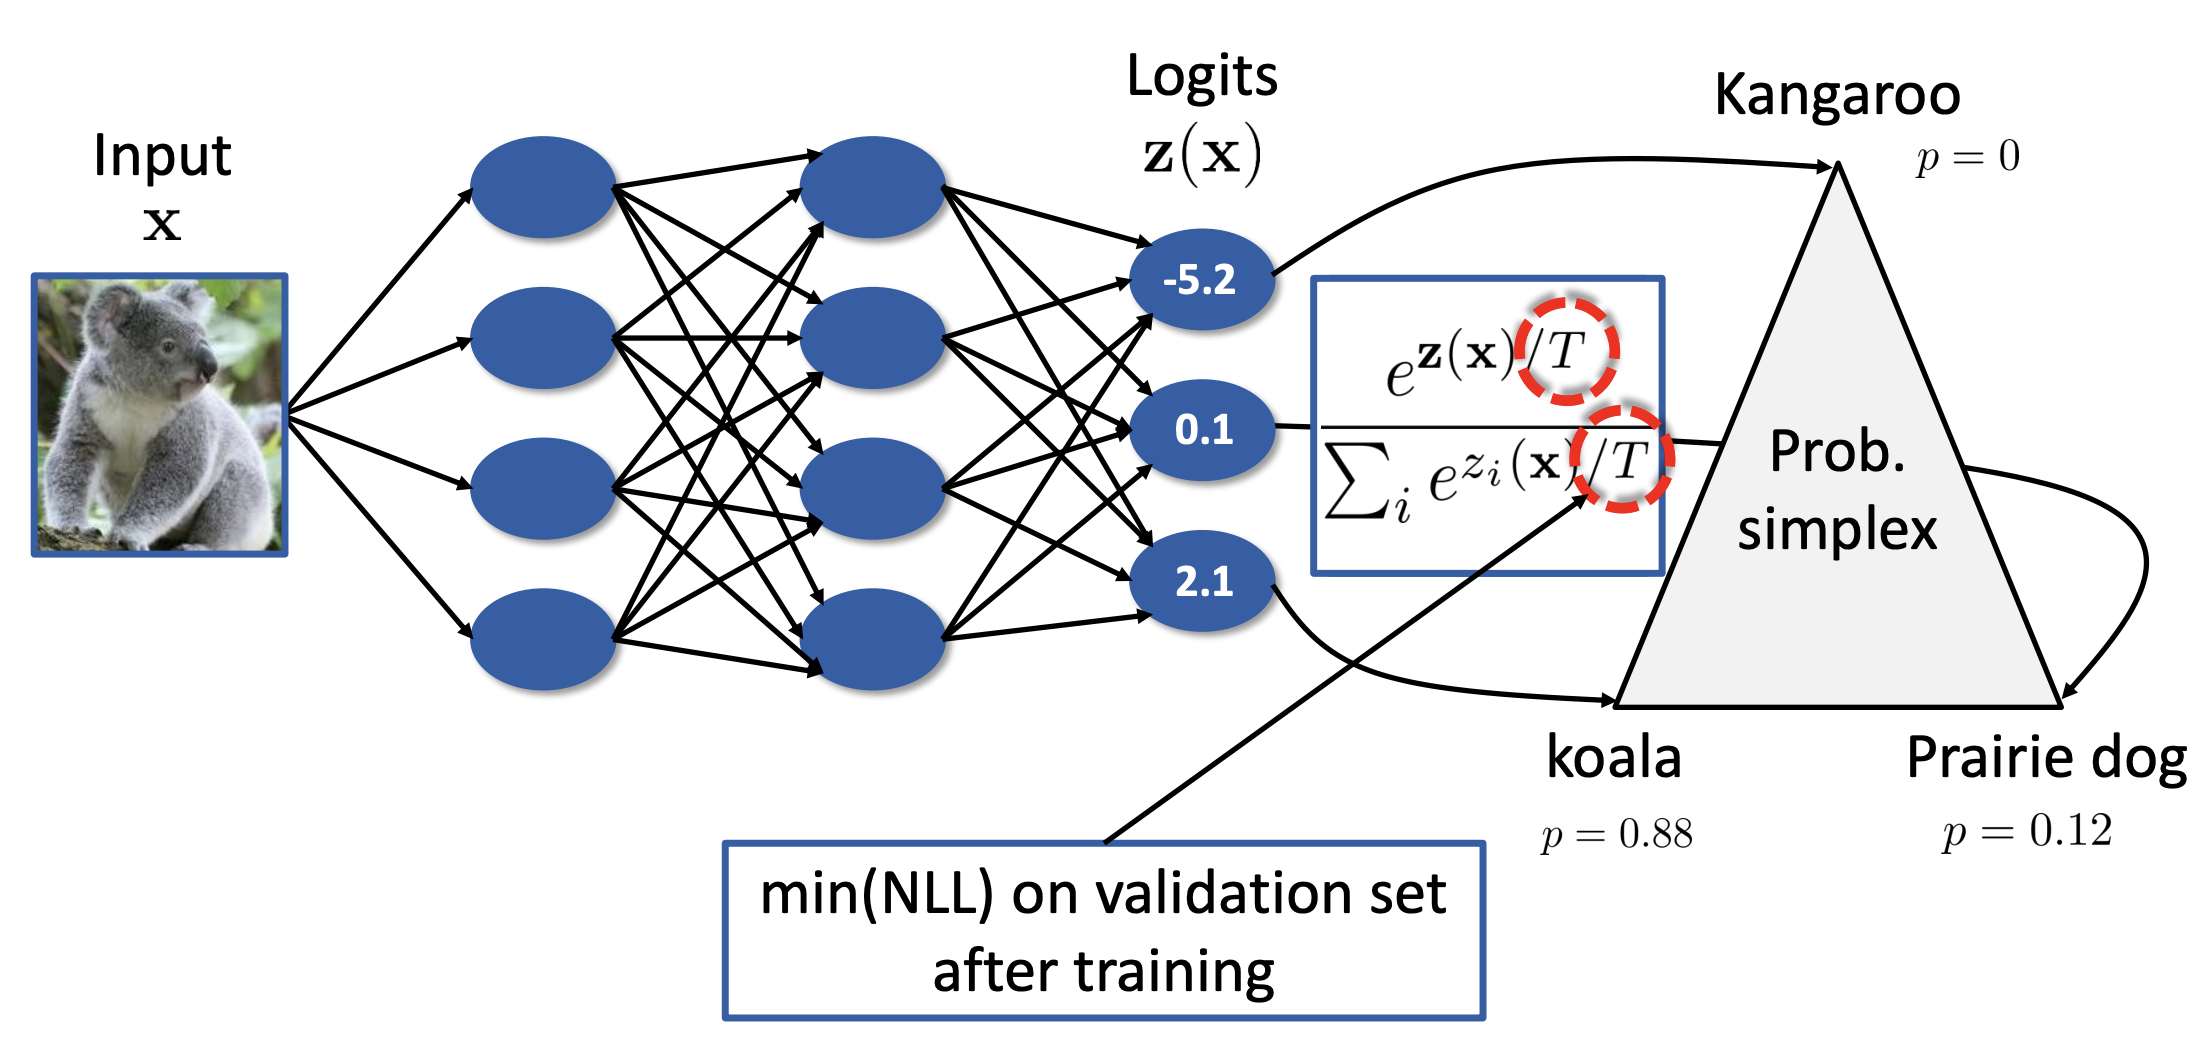 Input
x
Logits
z(x)
-5.2
0.1
2.1
e^{z(x)/T}
∑_i e^{z_i(x)/T}
Kangaroo
p = 0
Prob.
simplex
koala
p = 0.88
Prairie dog
p = 0.12
min(NLL) on validation set
after training